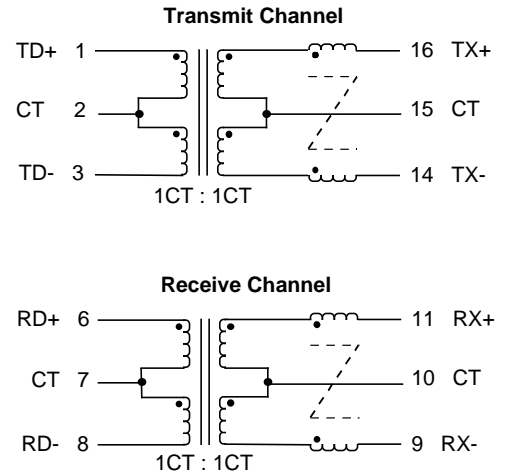 Transmit Channel
TD+ 1 16 TX+
CT 2 15 CT
TD- 3 14 TX-
1CT : 1CT
Receive Channel
RD+ 6 11 RX+
CT 7 10 CT
RD- 8 9 RX-
1CT : 1CT